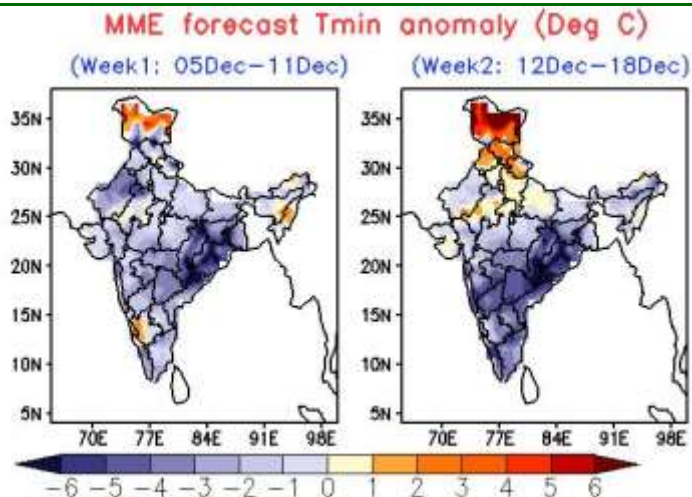 MME forecast Tmin anomaly (Deg C)
(Week1: 05Dec-11Dec) (Week2: 12Dec-18Dec)
35N 35N
30N 30N
25N 25N
20N 20N
15N 15N
10N 10N
5N 5N
70E 77E 84E 91E 98E 70E 77E 84E 91E 98E
-6 -5 -4 -3 -2 -1 0 1 2 3 4 5 6